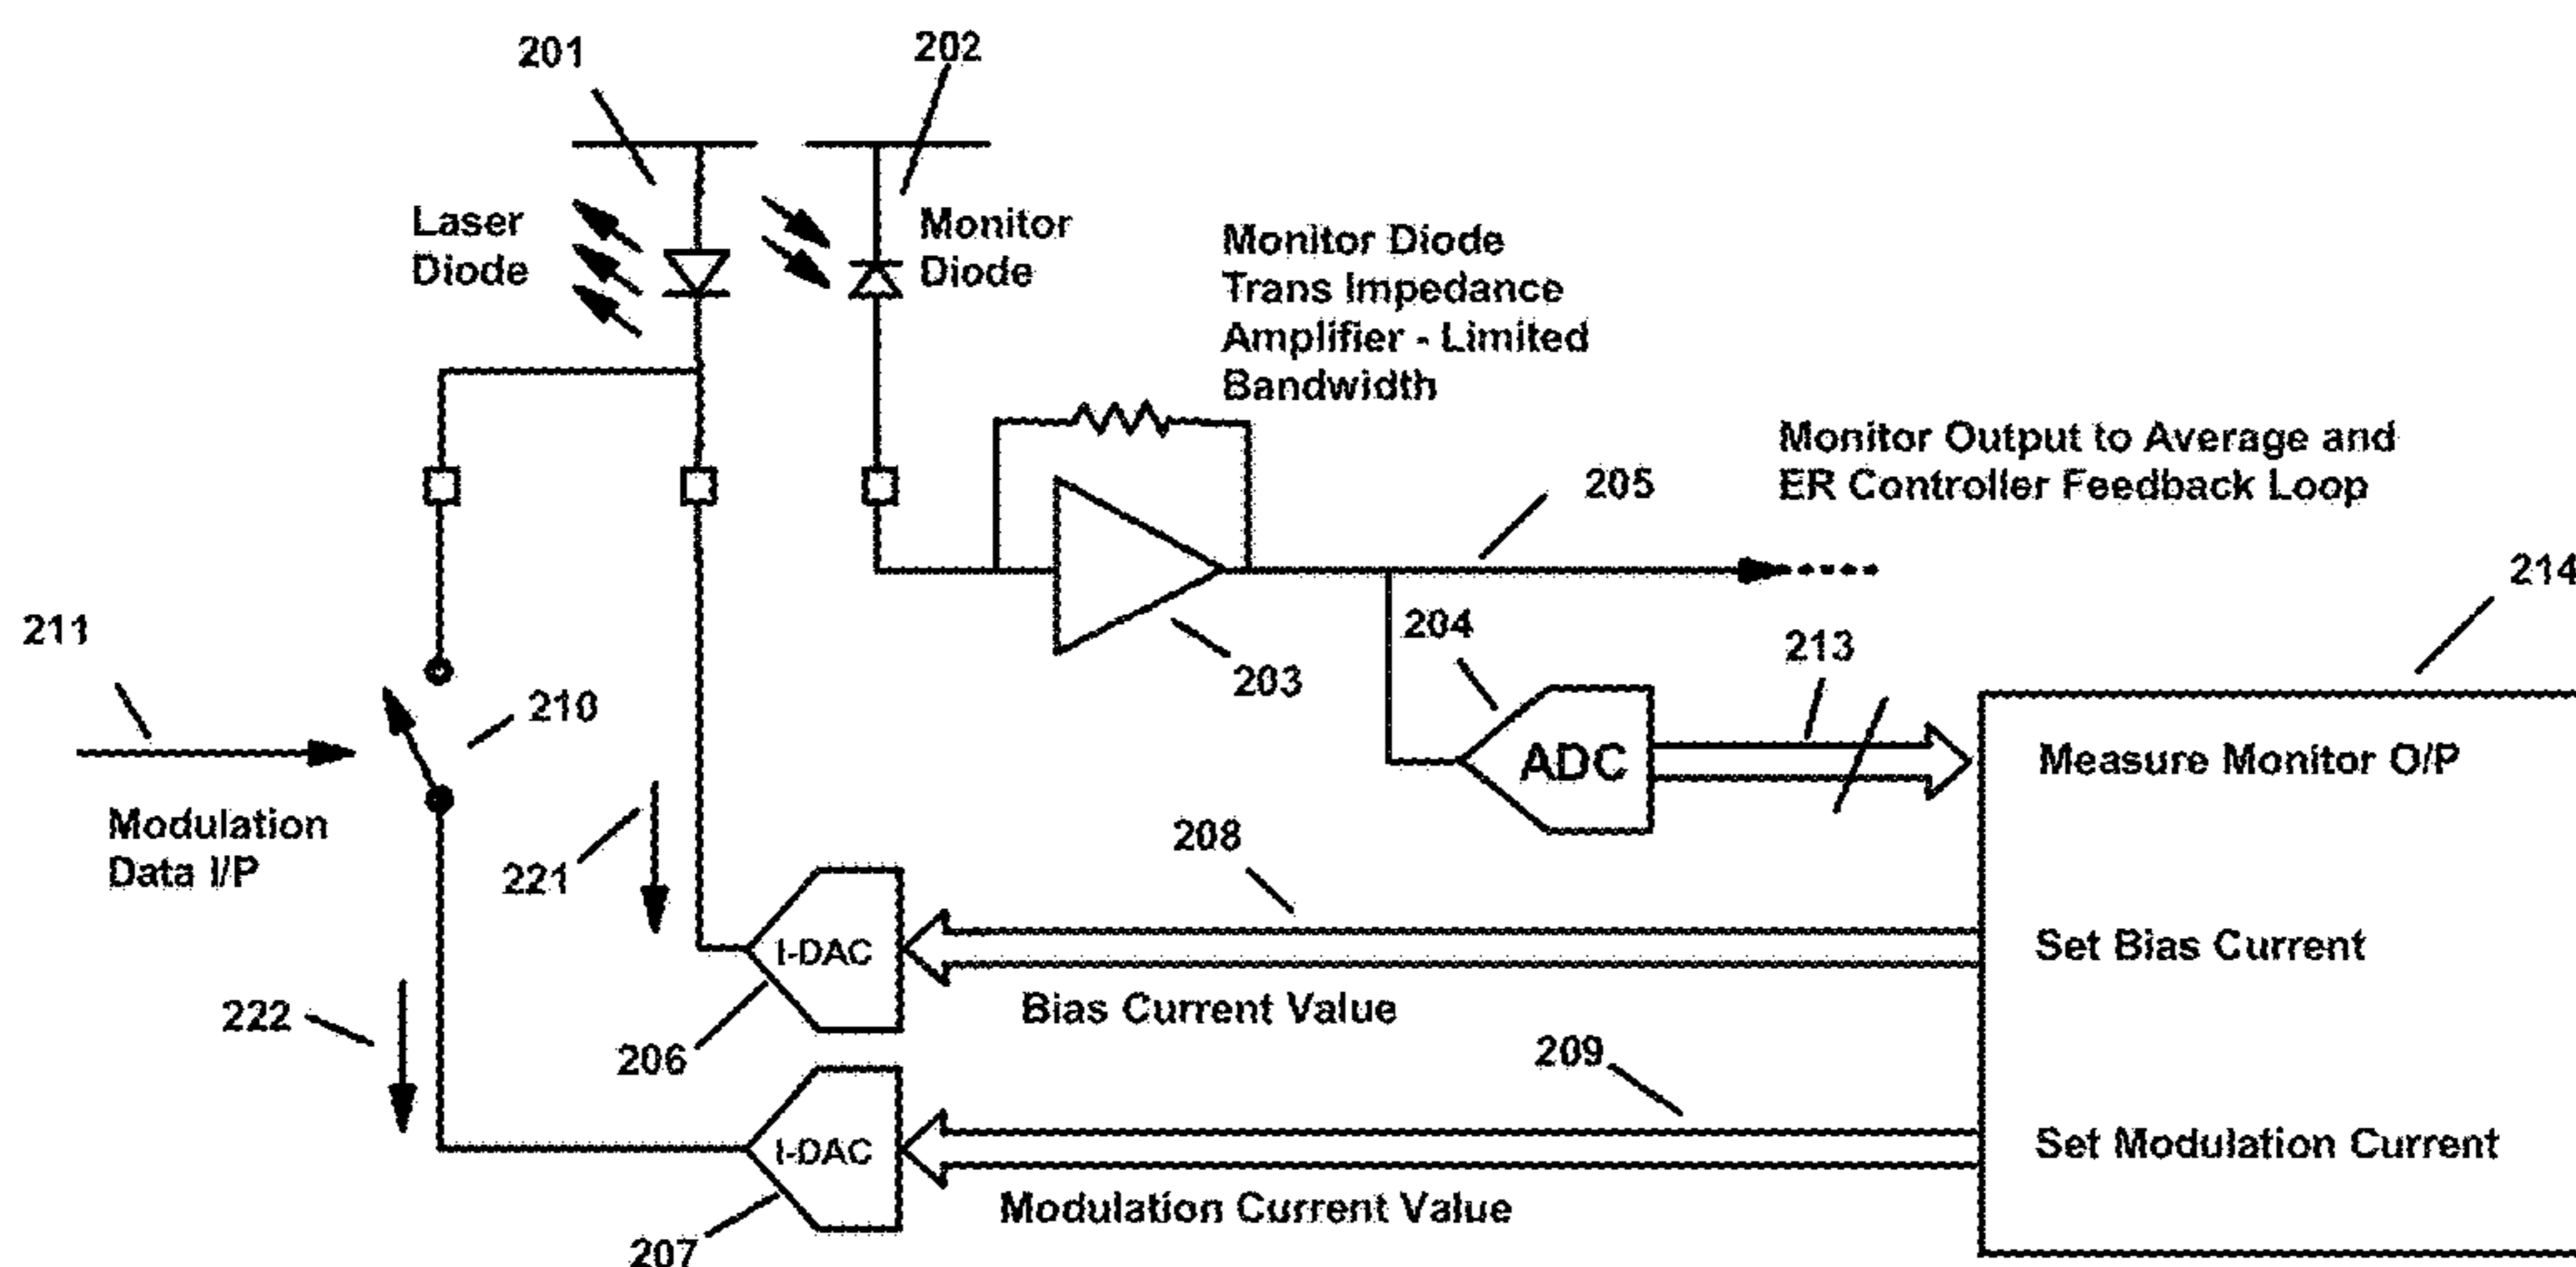 201
202
Laser
Diode
Monitor
Diode
Monitor Diode
Trans Impedance
Amplifier - Limited
Bandwidth
Monitor Output to Average and
ER Controller Feedback Loop
205
214
211
210
203
204
213
ADC
Measure Monitor O/P
Modulation
Data I/P
221
208
I-DAC
Set Bias Current
Bias Current Value
222
206
209
I-DAC
Set Modulation Current
Modulation Current Value
207